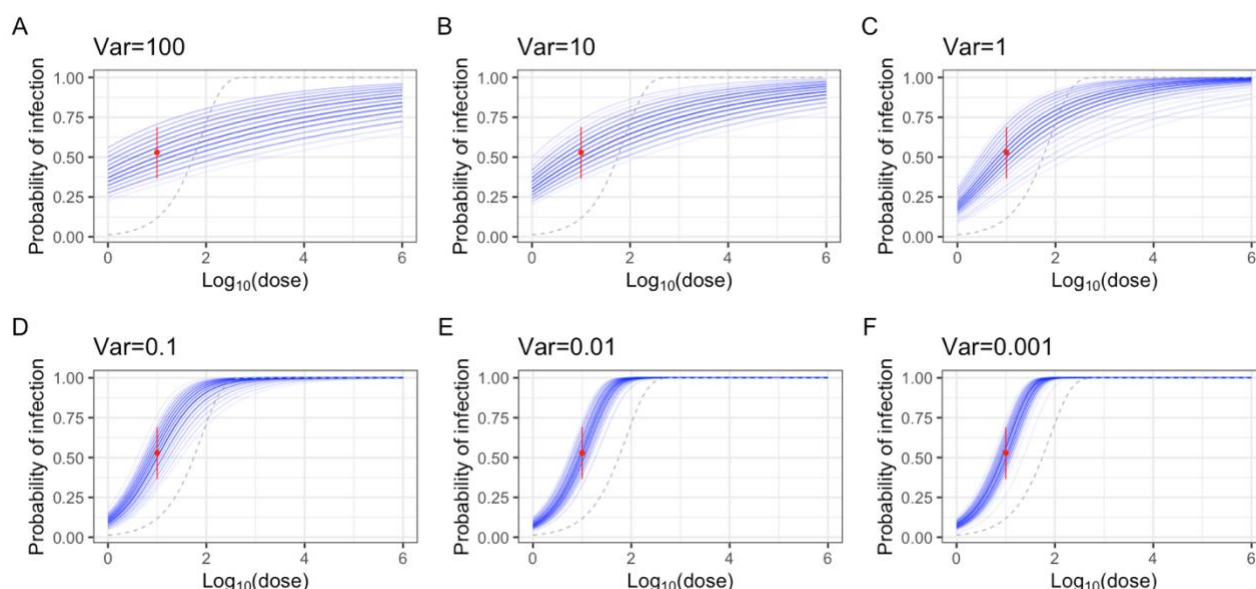 A
Var=100
Probability of infection
1.00
0.75
0.50
0.25
0.00
0 2 4 6
Log₁₀(dose)
B
Var=10
Probability of infection
1.00
0.75
0.50
0.25
0.00
0 2 4 6
Log₁₀(dose)
C
Var=1
Probability of infection
1.00
0.75
0.50
0.25
0.00
0 2 4 6
Log₁₀(dose)
D
Var=0.1
Probability of infection
1.00
0.75
0.50
0.25
0.00
0 2 4 6
Log₁₀(dose)
E
Var=0.01
Probability of infection
1.00
0.75
0.50
0.25
0.00
0 2 4 6
Log₁₀(dose)
F
Var=0.001
Probability of infection
1.00
0.75
0.50
0.25
0.00
0 2 4 6
Log₁₀(dose)